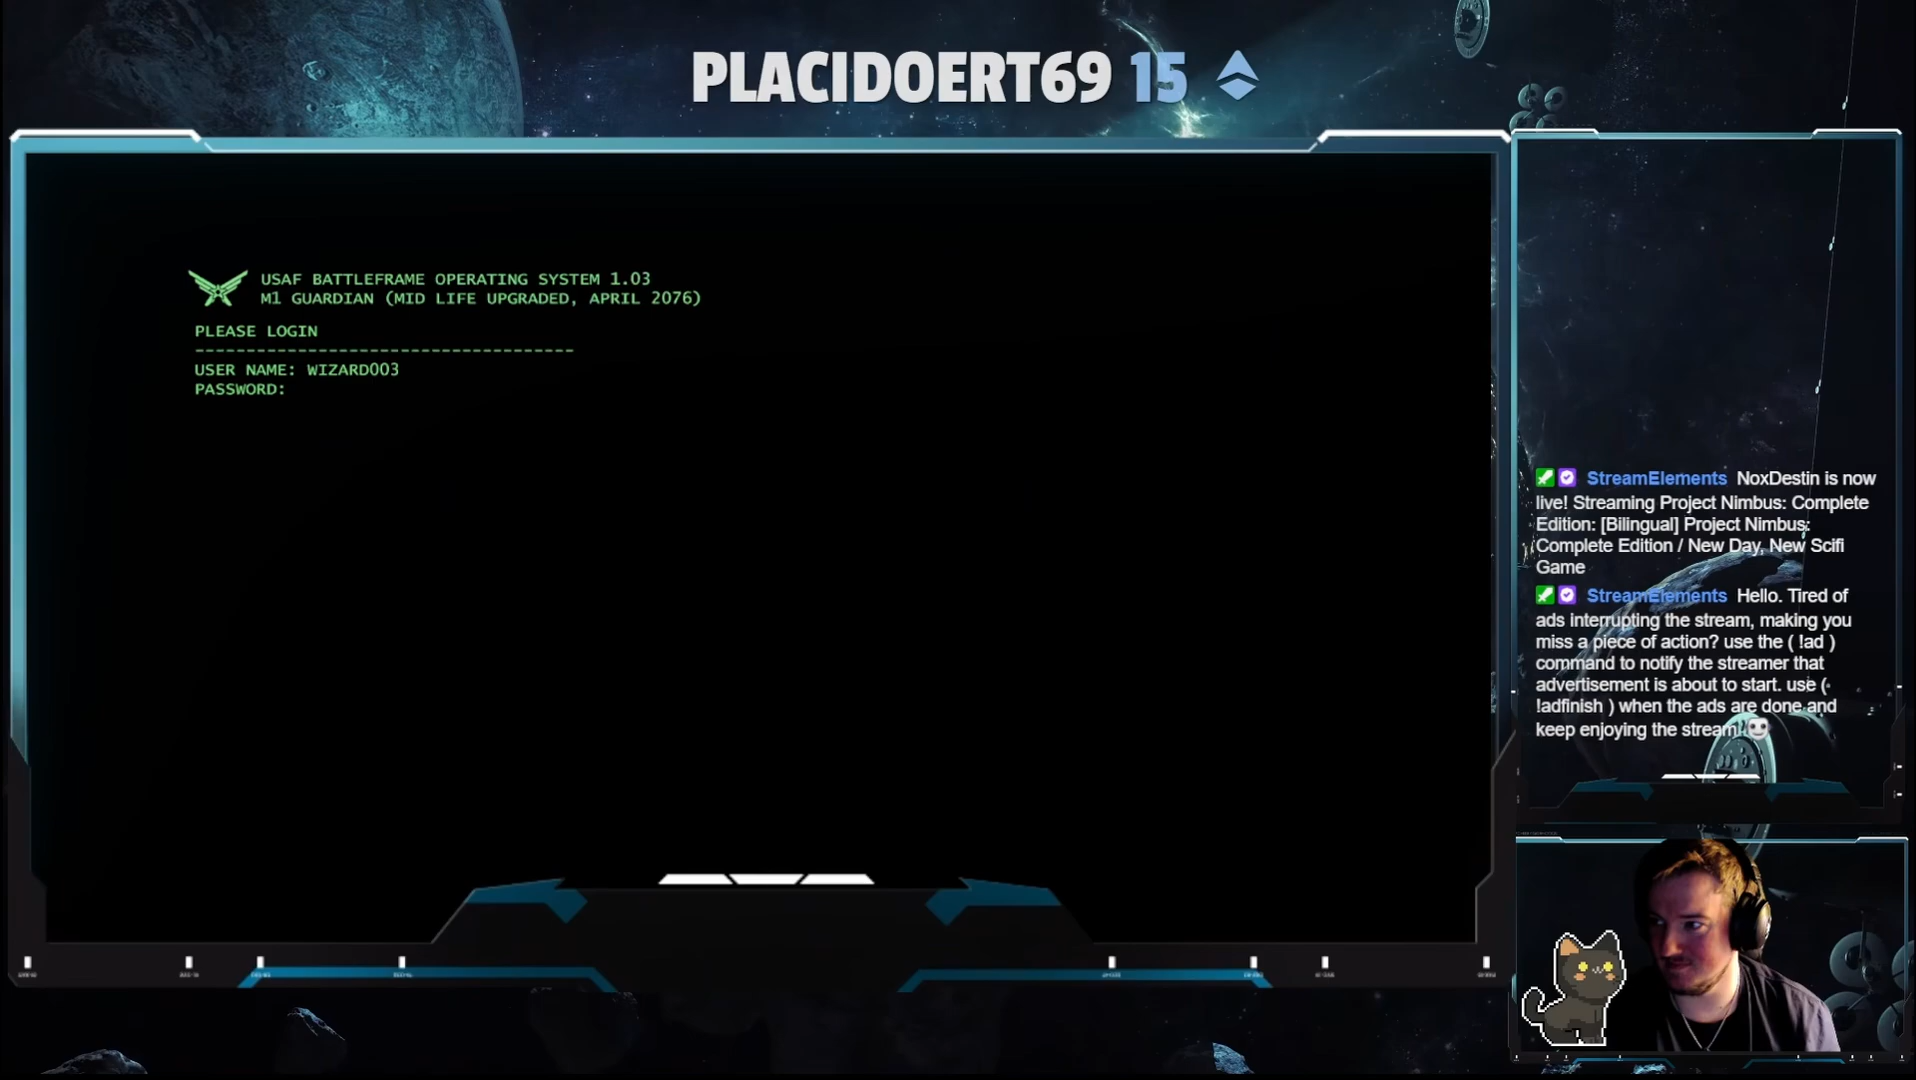 PLACIDOERT69 15
USAF BATTLEFRAME OPERATING SYSTEM 1.03
M1 GUARDIAN (MID LIFE UPGRADED, APRIL 2076)
PLEASE LOGIN
-------------------------------------
USER NAME: WIZARD003
PASSWORD:
StreamElements NoxDestin is now
live! Streaming Project Nimbus: Complete
Edition: [Bilingual] Project Nimbus:
Complete Edition / New Day, New Scifi
Game
StreamElements Hello. Tired of
ads interrupting the stream, making you
miss a piece of action? use the ( !ad )
command to notify the streamer that
advertisement is about to start. use (
!adfinish ) when the ads are done and
keep enjoying the stream!